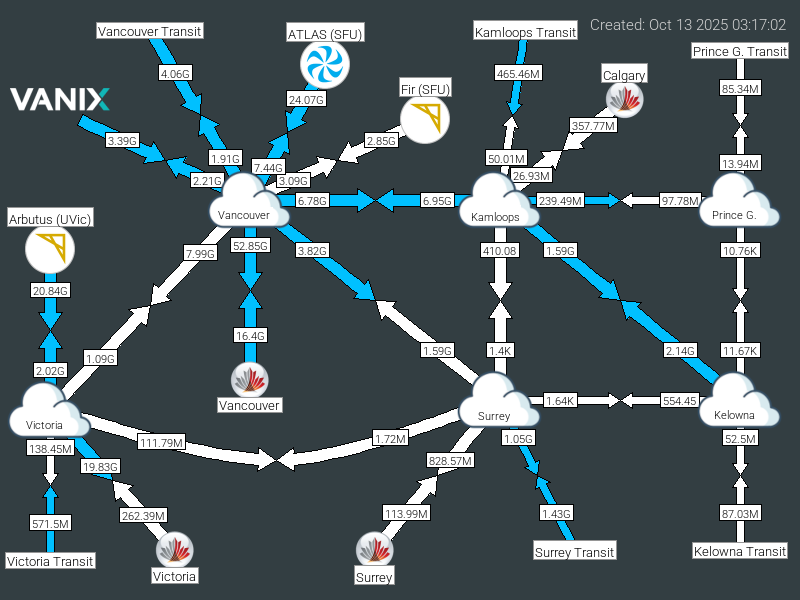 Created: Oct 13 2025 03:17:02
Vancouver Transit
ATLAS (SFU)
Kamloops Transit
Prince G. Transit
4.06G
24.07G
465.46M
Calgary
Fir (SFU)
85.34M
VANIX
3.39G
2.85G
357.77M
1.91G
7.44G
50.01M
13.94M
2.21G
3.09G
26.93M
6.78G
6.95G
239.49M
97.78M
Vancouver
Kamloops
Prince G.
Arbutus (UVic)
7.99G
52.85G
3.82G
410.08
1.59G
10.76K
20.84G
16.4G
1.09G
1.59G
1.4K
2.14G
11.67K
2.02G
Vancouver
1.64K
554.45
Victoria
Surrey
Kelowna
138.45M
111.79M
1.72M
1.05G
52.5M
19.83G
828.57M
571.5M
262.39M
113.99M
1.43G
87.03M
Victoria Transit
Victoria
Surrey
Surrey Transit
Kelowna Transit